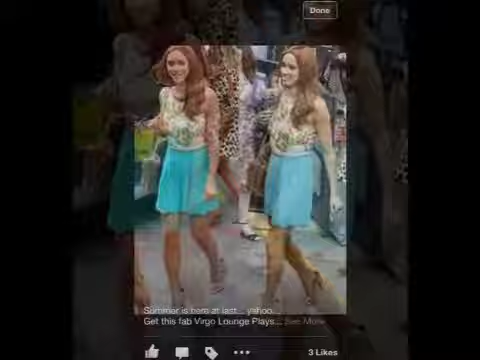 Done
Summer is here at last... yahoo...
Get this fab Virgo Lounge Plays... See More
3 Likes